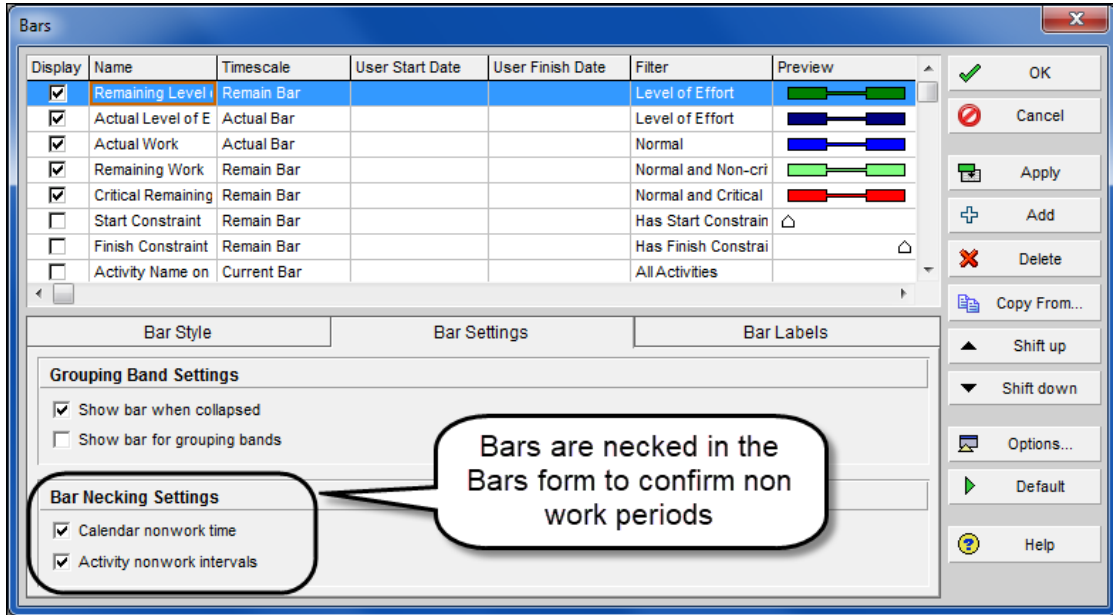 Bars
Display Name Timescale User Start Date User Finish Date Filter Preview
Remaining Level Remain Bar Level of Effort
Actual Level of E Actual Bar Level of Effort
Actual Work Actual Bar Normal
Remaining Work Remain Bar Normal and Non-cri
Critical Remaining Remain Bar Normal and Critical
Start Constraint Remain Bar Has Start Constrain
Finish Constraint Remain Bar Has Finish Constrai
Activity Name on Current Bar All Activities
OK
Cancel
Apply
Add
Delete
Copy From...
Shift up
Shift down
Options...
Default
Help
Bar Style Bar Settings Bar Labels
Grouping Band Settings
Show bar when collapsed
Show bar for grouping bands
Bar Necking Settings
Calendar nonwork time
Activity nonwork intervals
Bars are necked in the
Bars form to confirm non
work periods